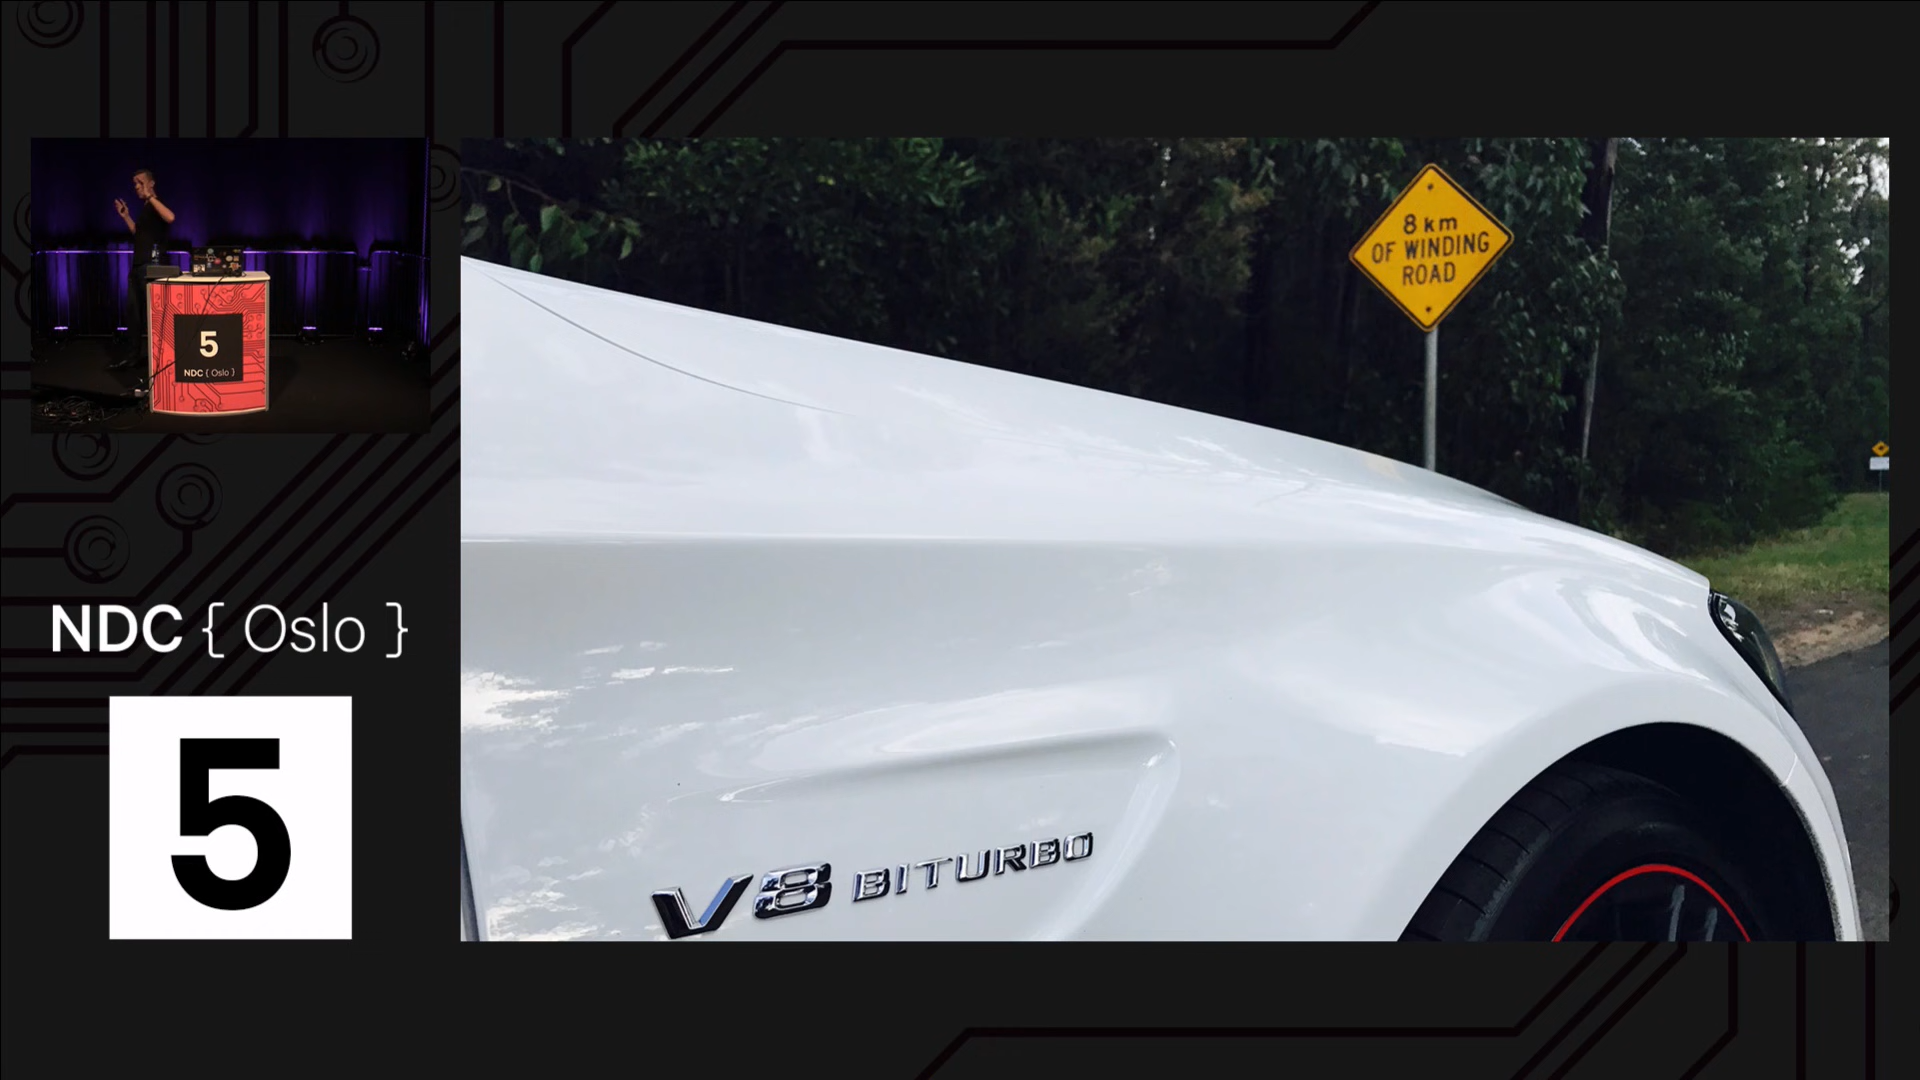 5
NDC { Oslo }
NDC { Oslo }
5
8 km
OF WINDING
ROAD
V8 BITURBO